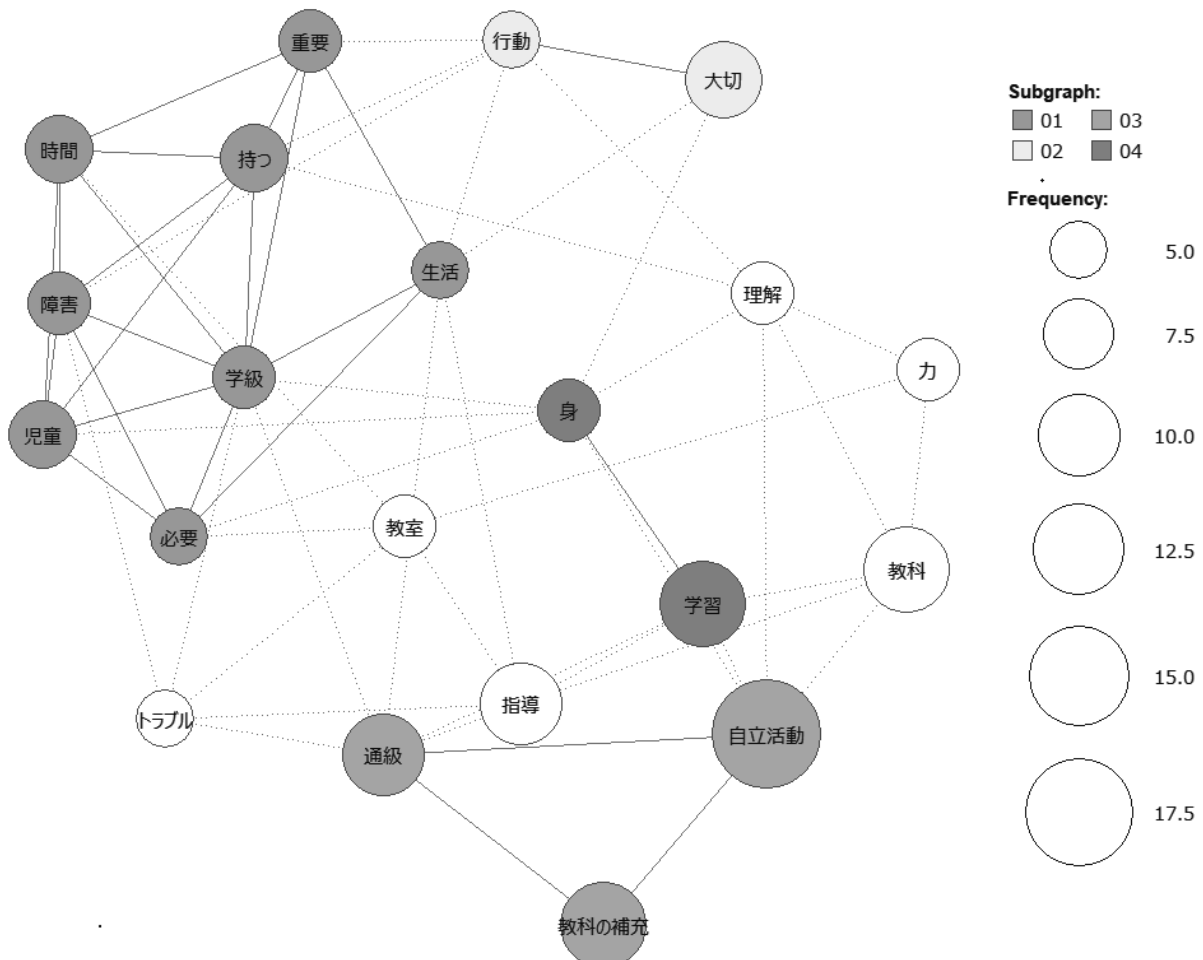 重要
行動
大切
時間
持つ
生活
障害
理解
学級
力
身
児童
教室
必要
教科
学習
指導
トラブル
自立活動
通級
教科の補充
Subgraph:
01 03
02 04
Frequency:
5.0
7.5
10.0
12.5
15.0
17.5